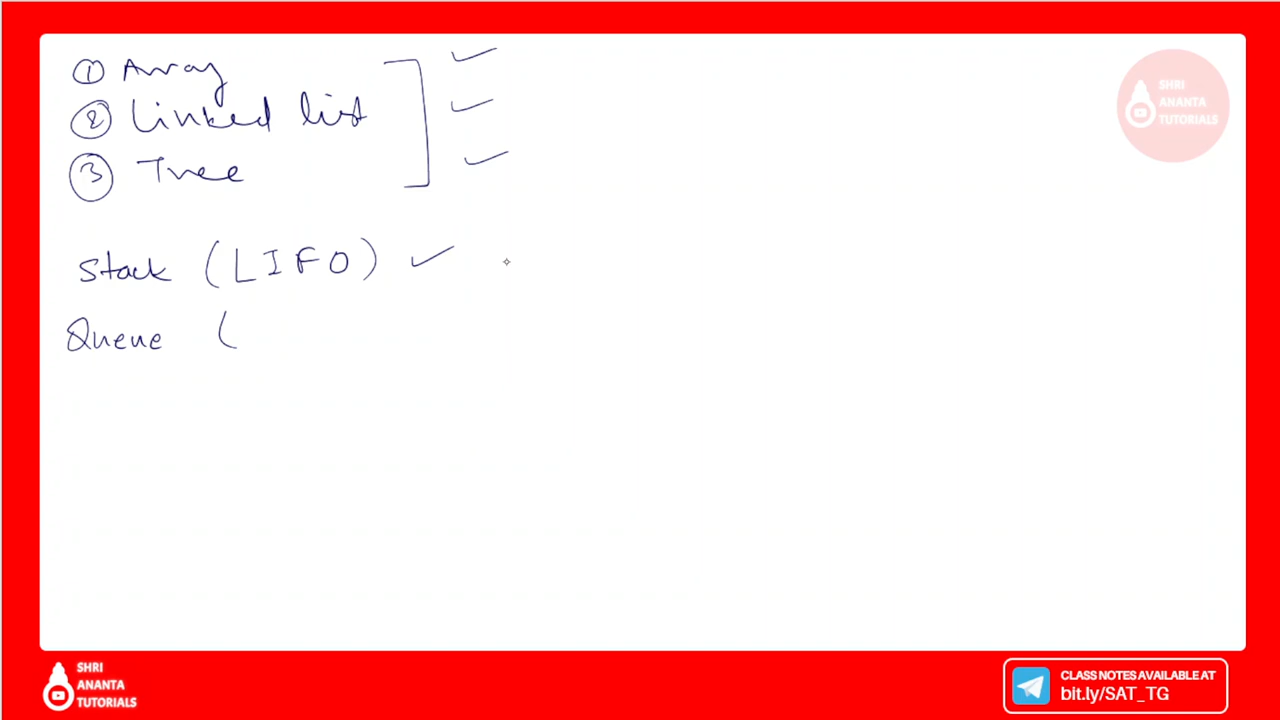 ① Array
② Linked list
③ Tree
Stack (LIFO)
Queue (
SHRI
ANANTA
TUTORIALS
SHRI
ANANTA
TUTORIALS
CLASS NOTES AVAILABLE AT
bit.ly/SAT_TG